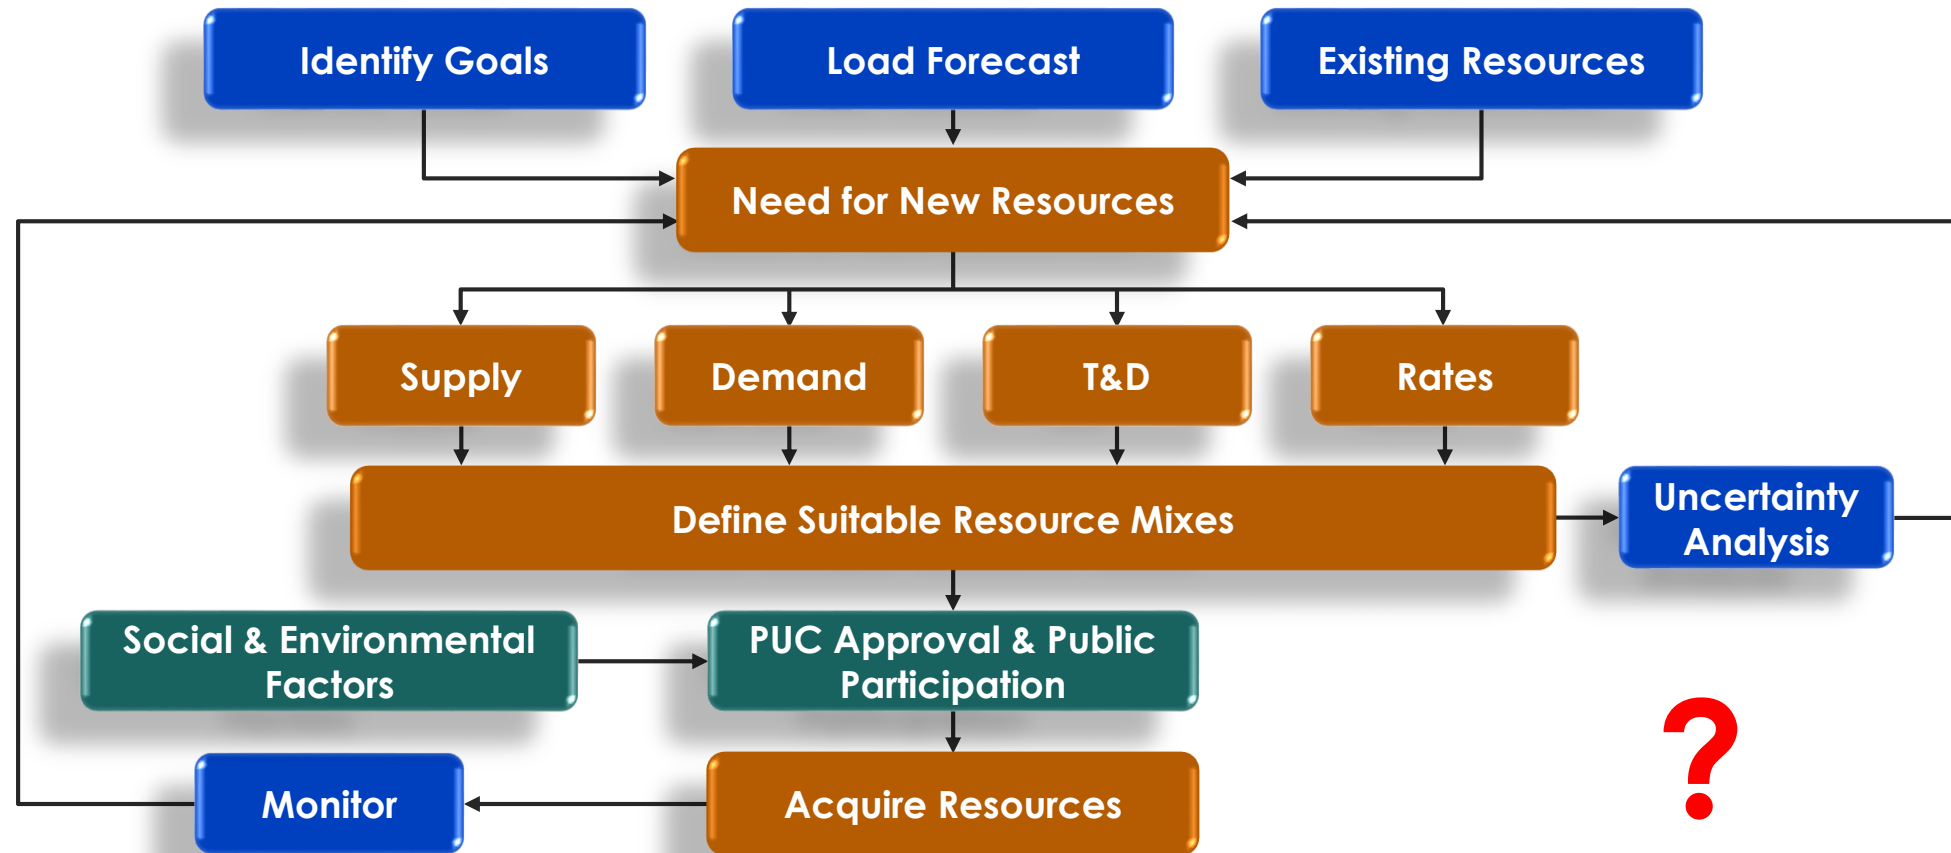 Identify Goals
Load Forecast
Existing Resources
Need for New Resources
Supply
Demand
T&D
Rates
Define Suitable Resource Mixes
Uncertainty
Analysis
Social & Environmental
Factors
PUC Approval & Public
Participation
Monitor
Acquire Resources
?